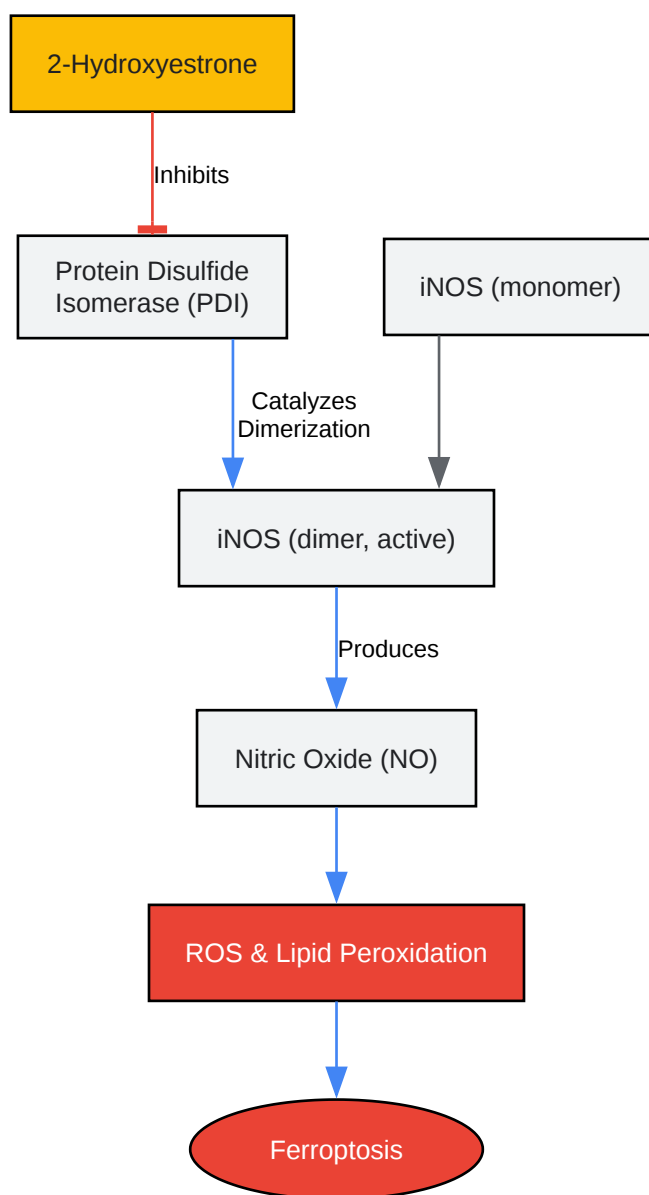 2-Hydroxyestrone
Inhibits
Protein Disulfide
Isomerase (PDI)
iNOS (monomer)
Catalyzes
Dimerization
iNOS (dimer, active)
Produces
Nitric Oxide (NO)
ROS & Lipid Peroxidation
Ferroptosis